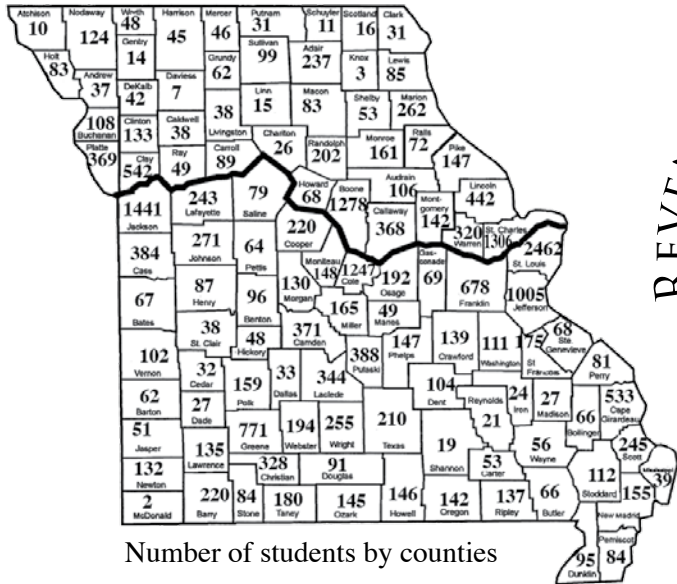 Atchison 10
Nodaway 124
Worth 48
Harrison 45
Mercer 46
Putnam 31
Schuyler 11
Scotland 16
Clark 31
Holt 83
Andrew 37
Gentry 14
Grundy 62
Sullivan 99
Adair 237
Knox 3
Lewis 85
DeKalb 42
Daviess 7
Linn 15
Macon 83
Shelby 53
Marion 262
108 Buchanan
Clinton 133
Caldwell 38
38 Livingston
Chariton 26
Randolph 202
Monroe 161
Ralls 72
Pike 147
Platte 369
Clay 542
Ray 49
Carroll 89
Howard 68
Boone 1278
Audrain 106
Lincoln 442
1441 Jackson
243 Lafayette
79 Saline
220 Cooper
Callaway 368
Mont-gomery 142
320 Warren
St. Charles 1306
2462 St. Louis
384 Cass
271 Johnson
64 Pettis
Moniteau 148
1247 Cole
192 Osage
Gas-conade 69
678 Franklin
1005 Jefferson
67 Bates
87 Henry
96 Benton
130 Morgan
165 Miller
49 Maries
38 St. Clair
48 Hickory
371 Camden
388 Pulaski
147 Phelps
139 Crawford
111 Washington
175 St Francois
68 Ste. Genevieve
81 Perry
102 Vernon
32 Cedar
159 Polk
33 Dallas
344 Laclede
104 Dent
Reynolds 21
24 Iron
27 Madison
66 Bollinger
533 Cape Girardeau
62 Barton
27 Dade
771 Greene
194 Webster
255 Wright
210 Texas
19 Shannon
56 Wayne
245 Scott
51 Jasper
135 Lawrence
328 Christian
91 Douglas
53 Carter
112 Stoddard
Mississippi 39
132 Newton
2 McDonald
220 Barry
84 Stone
180 Taney
145 Ozark
146 Howell
142 Oregon
137 Ripley
66 Butler
155 New Madrid
95 Dunklin
Pemiscot 84
Number of students by counties
REVEA